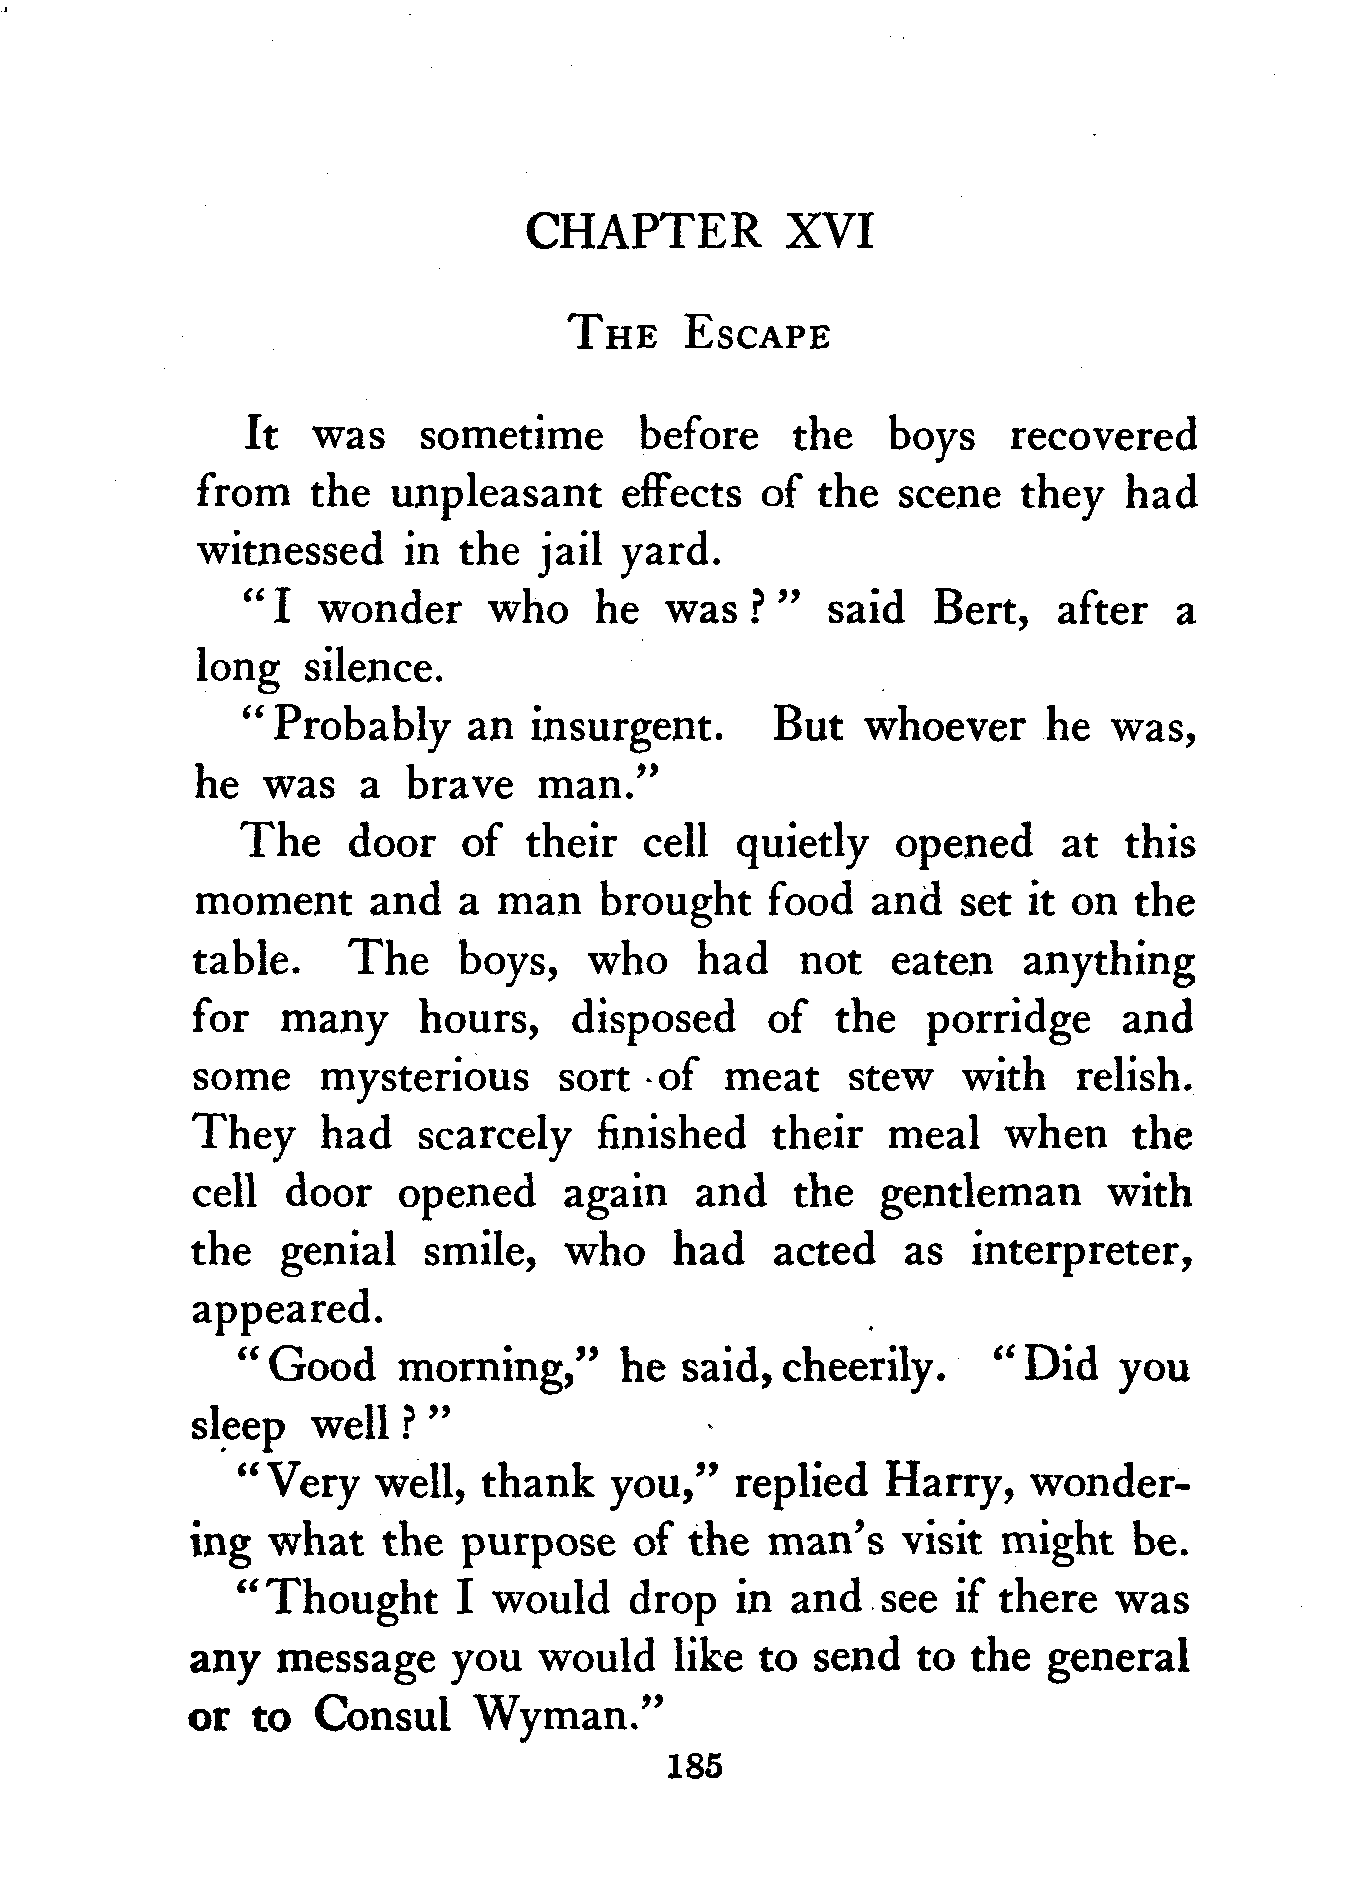 CHAPTER XVI
THE ESCAPE
It was sometime before the boys recovered
from the unpleasant effects of the scene they had
witnessed in the jail yard.
"I wonder who he was?" said Bert, after a
long silence.
"Probably an insurgent. But whoever he was,
he was a brave man."
The door of their cell quietly opened at this
moment and a man brought food and set it on the
table. The boys, who had not eaten anything
for many hours, disposed of the porridge and
some mysterious sort of meat stew with relish.
They had scarcely finished their meal when the
cell door opened again and the gentleman with
the genial smile, who had acted as interpreter,
appeared.
"Good morning," he said, cheerily. "Did you
sleep well?"
"Very well, thank you," replied Harry, wonder-
ing what the purpose of the man's visit might be.
"Thought I would drop in and see if there was
any message you would like to send to the general
or to Consul Wyman."
185